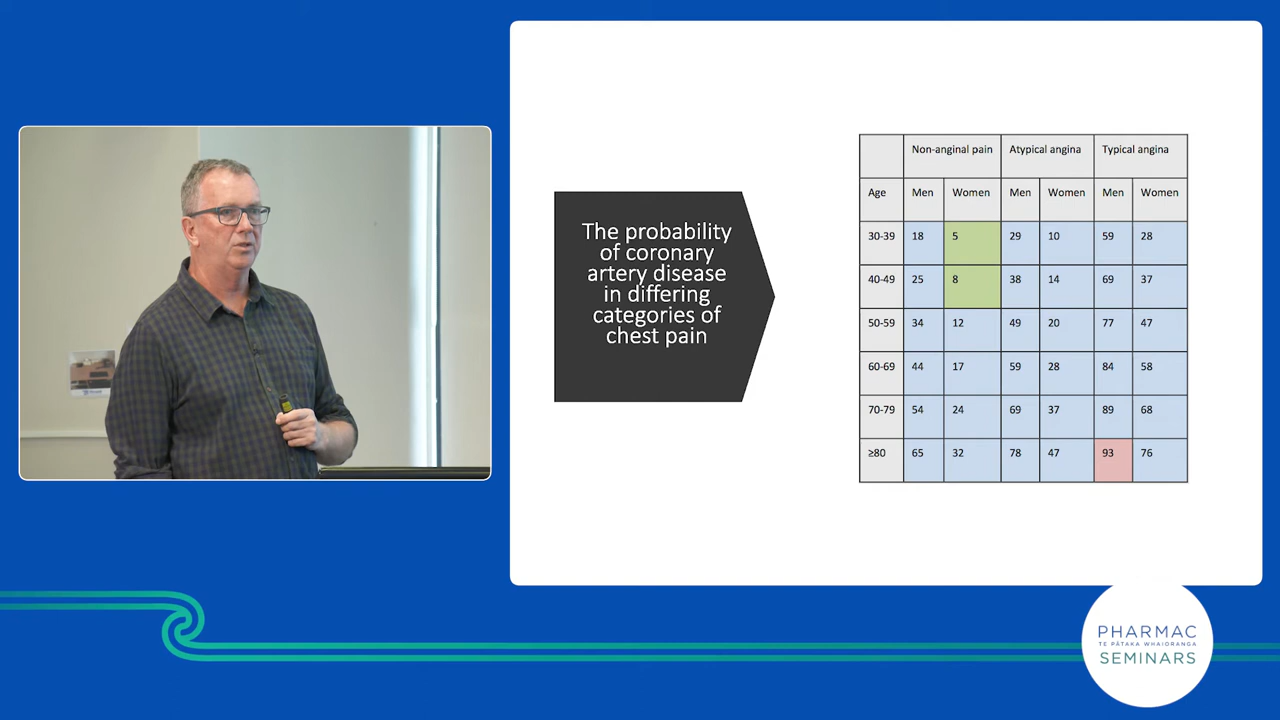 The probability
of coronary
artery disease
in differing
categories of
chest pain
Non-anginal pain Atypical angina Typical angina
Age Men Women Men Women Men Women
30-39 18 5 29 10 59 28
40-49 25 8 38 14 69 37
50-59 34 12 49 20 77 47
60-69 44 17 59 28 84 58
70-79 54 24 69 37 89 68
≥80 65 32 78 47 93 76
PHARMAC
TE PĀTAKA WHAIORANGA
SEMINARS